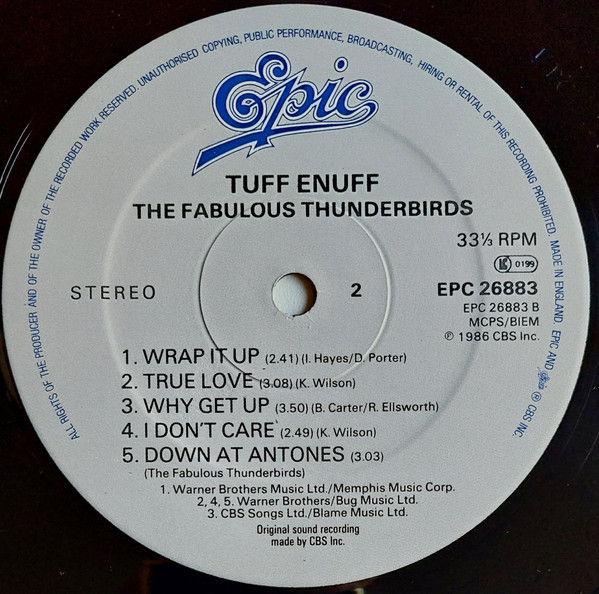 ALL RIGHTS OF THE PRODUCER AND OF THE OWNER OF THE RECORDED WORK RESERVED. UNAUTHORISED COPYING, PUBLIC PERFORMANCE, BROADCASTING, HIRING OR RENTAL OF THIS RECORDING PROHIBITED. MADE IN ENGLAND. EPIC AND Epic ℗ CBS INC.
Epic
TUFF ENUFF
THE FABULOUS THUNDERBIRDS
33⅓ RPM
LC 0199
STEREO
2
EPC 26883
EPC 26883 B
MCPS/BIEM
℗ 1986 CBS Inc.
1. WRAP IT UP (2.41) (I. Hayes/D. Porter)
2. TRUE LOVE (3.08) (K. Wilson)
3. WHY GET UP (3.50) (B. Carter/R. Ellsworth)
4. I DON'T CARE (2.49) (K. Wilson)
5. DOWN AT ANTONES (3.03)
(The Fabulous Thunderbirds)
1. Warner Brothers Music Ltd./Memphis Music Corp.
2, 4, 5. Warner Brothers/Bug Music Ltd.
3. CBS Songs Ltd./Blame Music Ltd.
Original sound recording
made by CBS Inc.